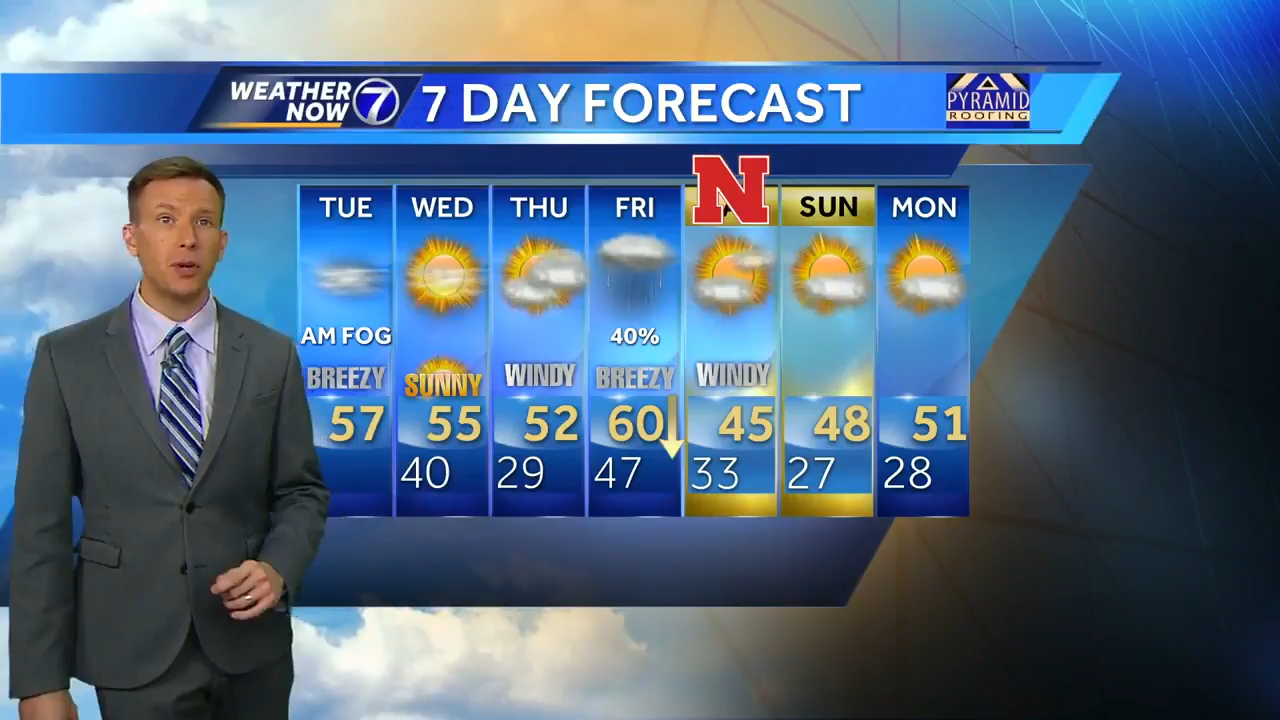 WEATHER
NOW 7
7 DAY FORECAST
PYRAMID
ROOFING
TUE WED THU FRI N SUN MON
AM FOG 40%
BREEZY SUNNY WINDY BREEZY WINDY
57 55 52 60 45 48 51
40 29 47 33 27 28